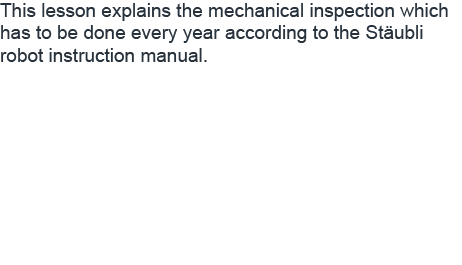 This lesson explains the mechanical inspection which
has to be done every year according to the Stäubli
robot instruction manual.